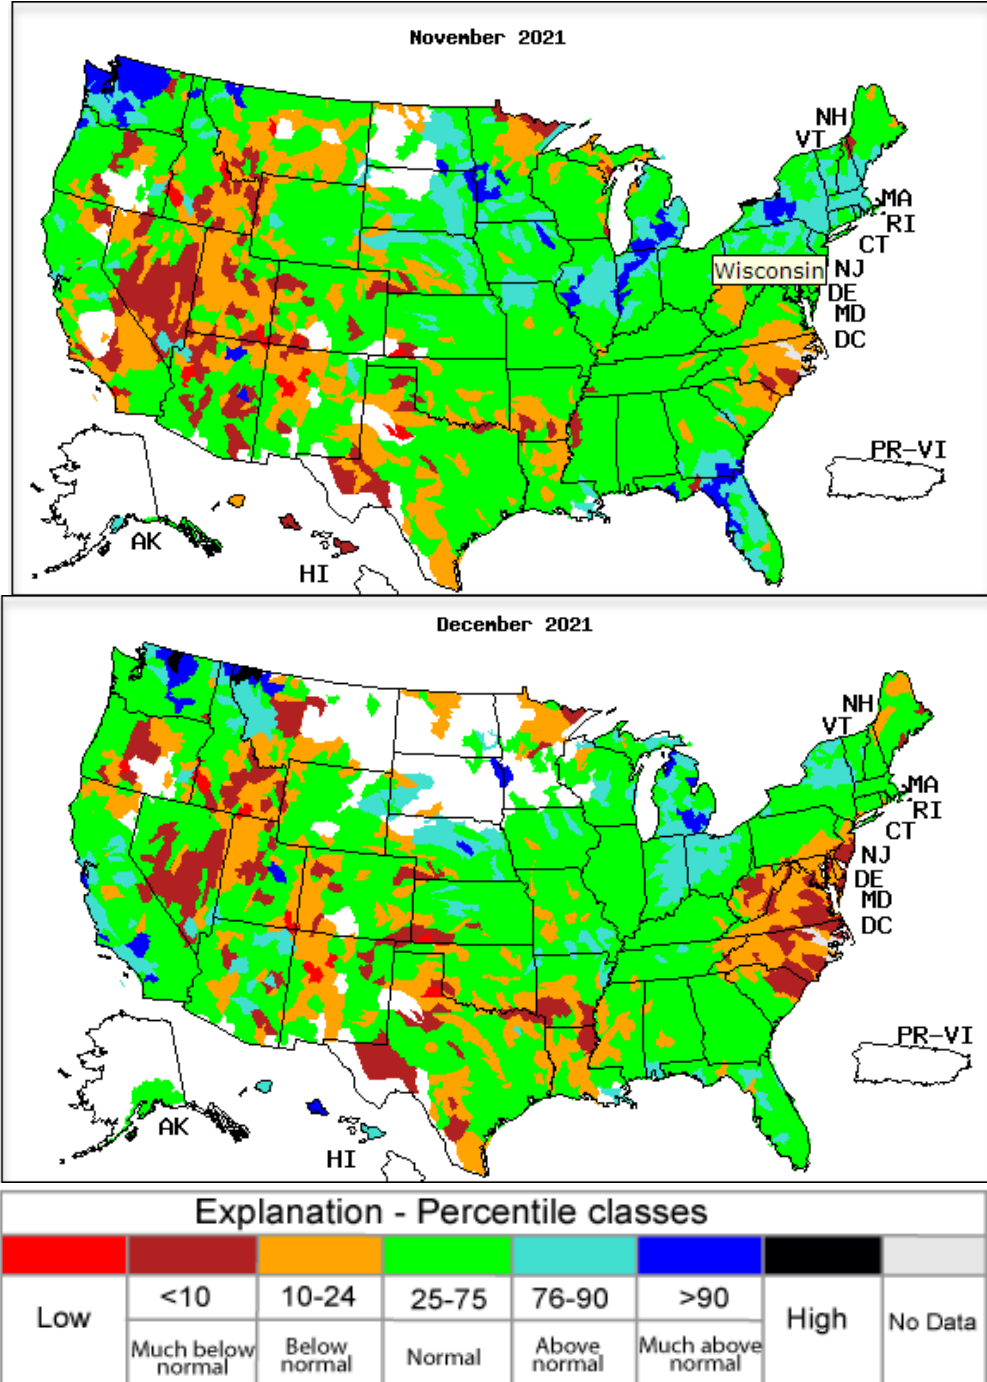 November 2021
NH
VT
MA
RI
CT
Wisconsin
NJ
DE
MD
DC
PR-VI
AK
HI
December 2021
NH
VT
MA
RI
CT
NJ
DE
MD
DC
PR-VI
AK
HI
Explanation - Percentile classes
Low
<10
10-24
25-75
76-90
>90
High
No Data
Much below
normal
Below
normal
Normal
Above
normal
Much above
normal